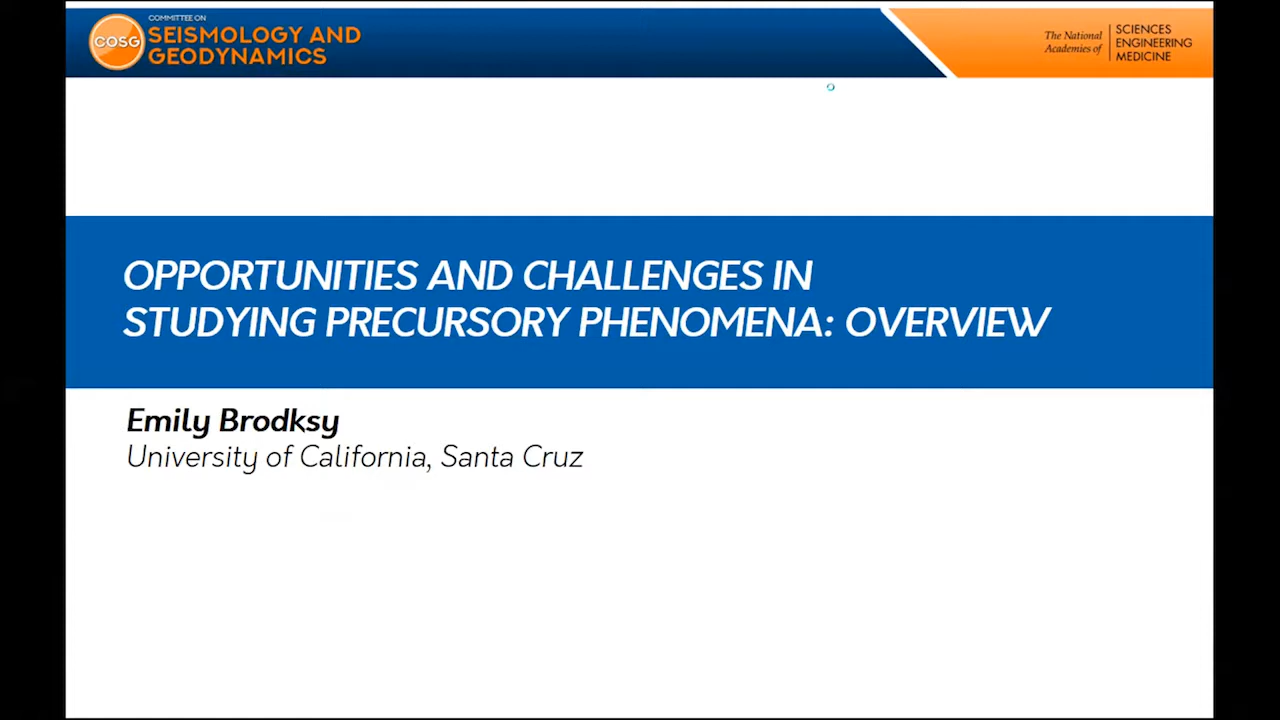 COMMITTEE ON
COSG
SEISMOLOGY AND
GEODYNAMICS
The National
Academies of
SCIENCES
ENGINEERING
MEDICINE
OPPORTUNITIES AND CHALLENGES IN
STUDYING PRECURSORY PHENOMENA: OVERVIEW
Emily Brodksy
University of California, Santa Cruz